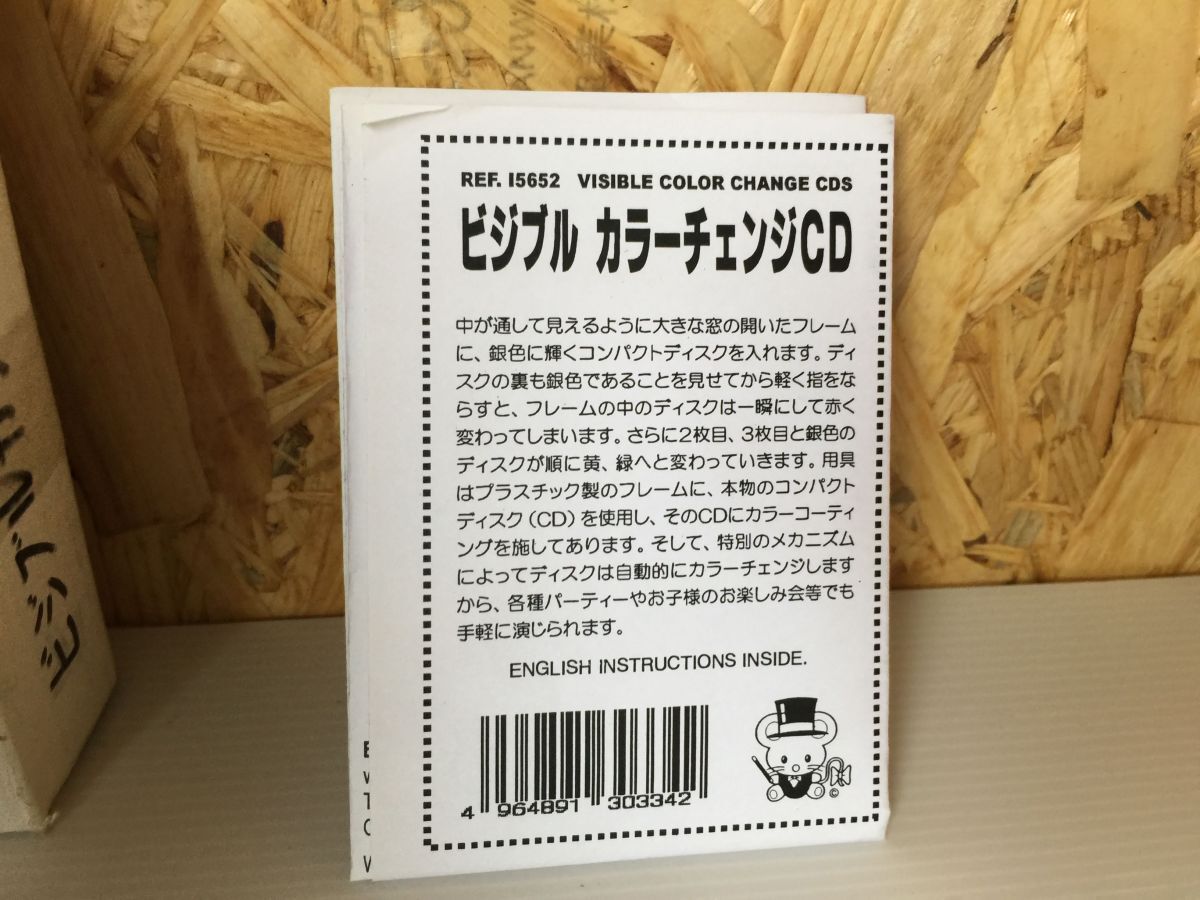 REF. I5652 VISIBLE COLOR CHANGE CDS
ビジブル カラーチェンジCD
中が通して見えるように大きな窓の開いたフレーム
に、銀色に輝くコンパクトディスクを入れます。ディ
スクの裏も銀色であることを見せてから軽く指をな
らすと、フレームの中のディスクは一瞬にして赤く
変わってしまいます。さらに2枚目、3枚目と銀色の
ディスクが順に黄、緑へと変わっていきます。用具
はプラスチック製のフレームに、本物のコンパクト
ディスク(CD)を使用し、そのCDにカラーコーティ
ングを施してあります。そして、特別のメカニズム
によってディスクは自動的にカラーチェンジします
から、各種パーティーやお子様のお楽しみ会等でも
手軽に演じられます。
ENGLISH INSTRUCTIONS INSIDE.
4 964891 303342
©